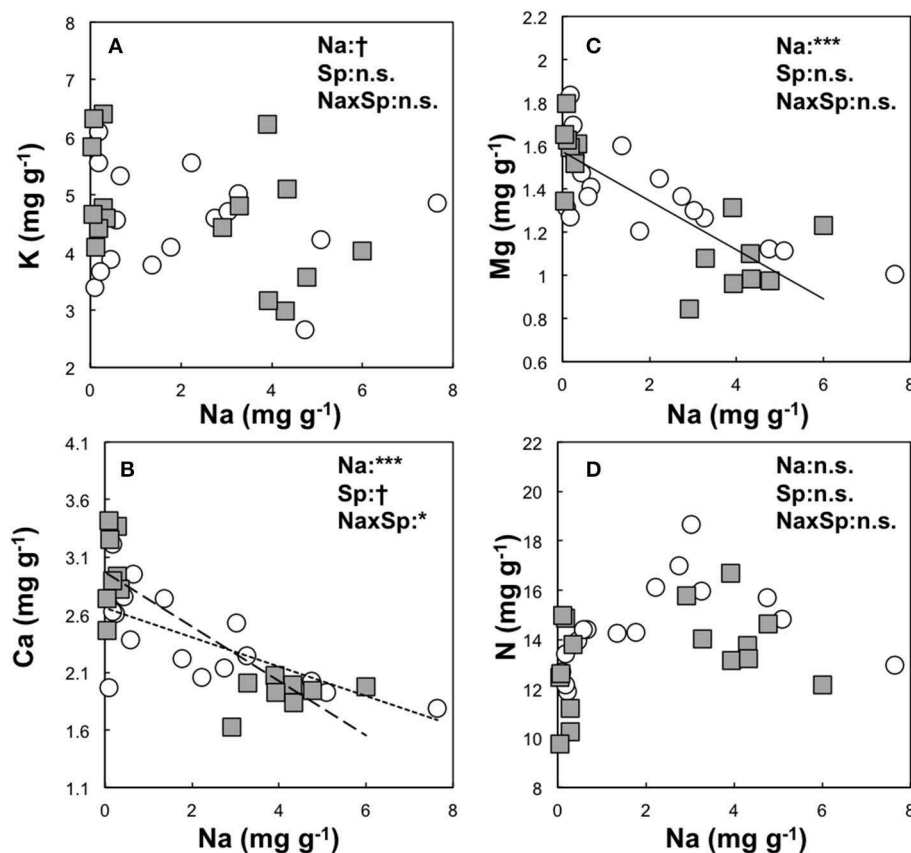 A
Na:†
Sp:n.s.
NaxSp:n.s.
K (mg g-1)
8
7
6
5
4
3
2
0 2 4 6 8
Na (mg g-1)
C
Na:***
Sp:n.s.
NaxSp:n.s.
Mg (mg g-1)
2.2
2
1.8
1.6
1.4
1.2
1
0.8
0.6
0 2 4 6 8
Na (mg g-1)
B
Na:***
Sp:†
NaxSp:*
Ca (mg g-1)
4.1
3.6
3.1
2.6
2.1
1.6
1.1
0 2 4 6 8
Na (mg g-1)
D
Na:n.s.
Sp:n.s.
NaxSp:n.s.
N (mg g-1)
22
20
18
16
14
12
10
8
0 2 4 6 8
Na (mg g-1)